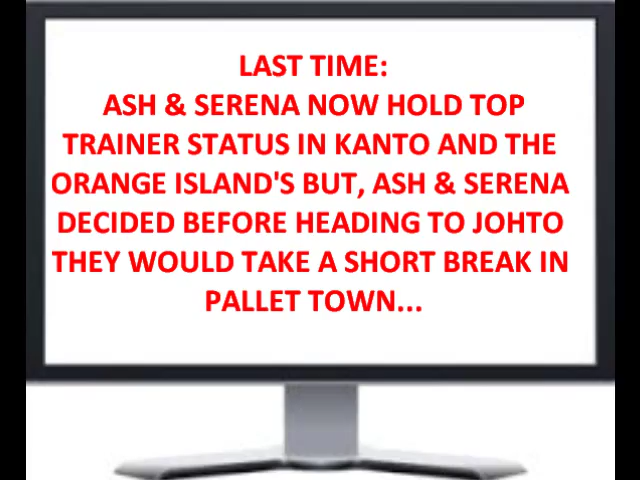 LAST TIME:
ASH & SERENA NOW HOLD TOP
TRAINER STATUS IN KANTO AND THE
ORANGE ISLAND'S BUT, ASH & SERENA
DECIDED BEFORE HEADING TO JOHTO
THEY WOULD TAKE A SHORT BREAK IN
PALLET TOWN...